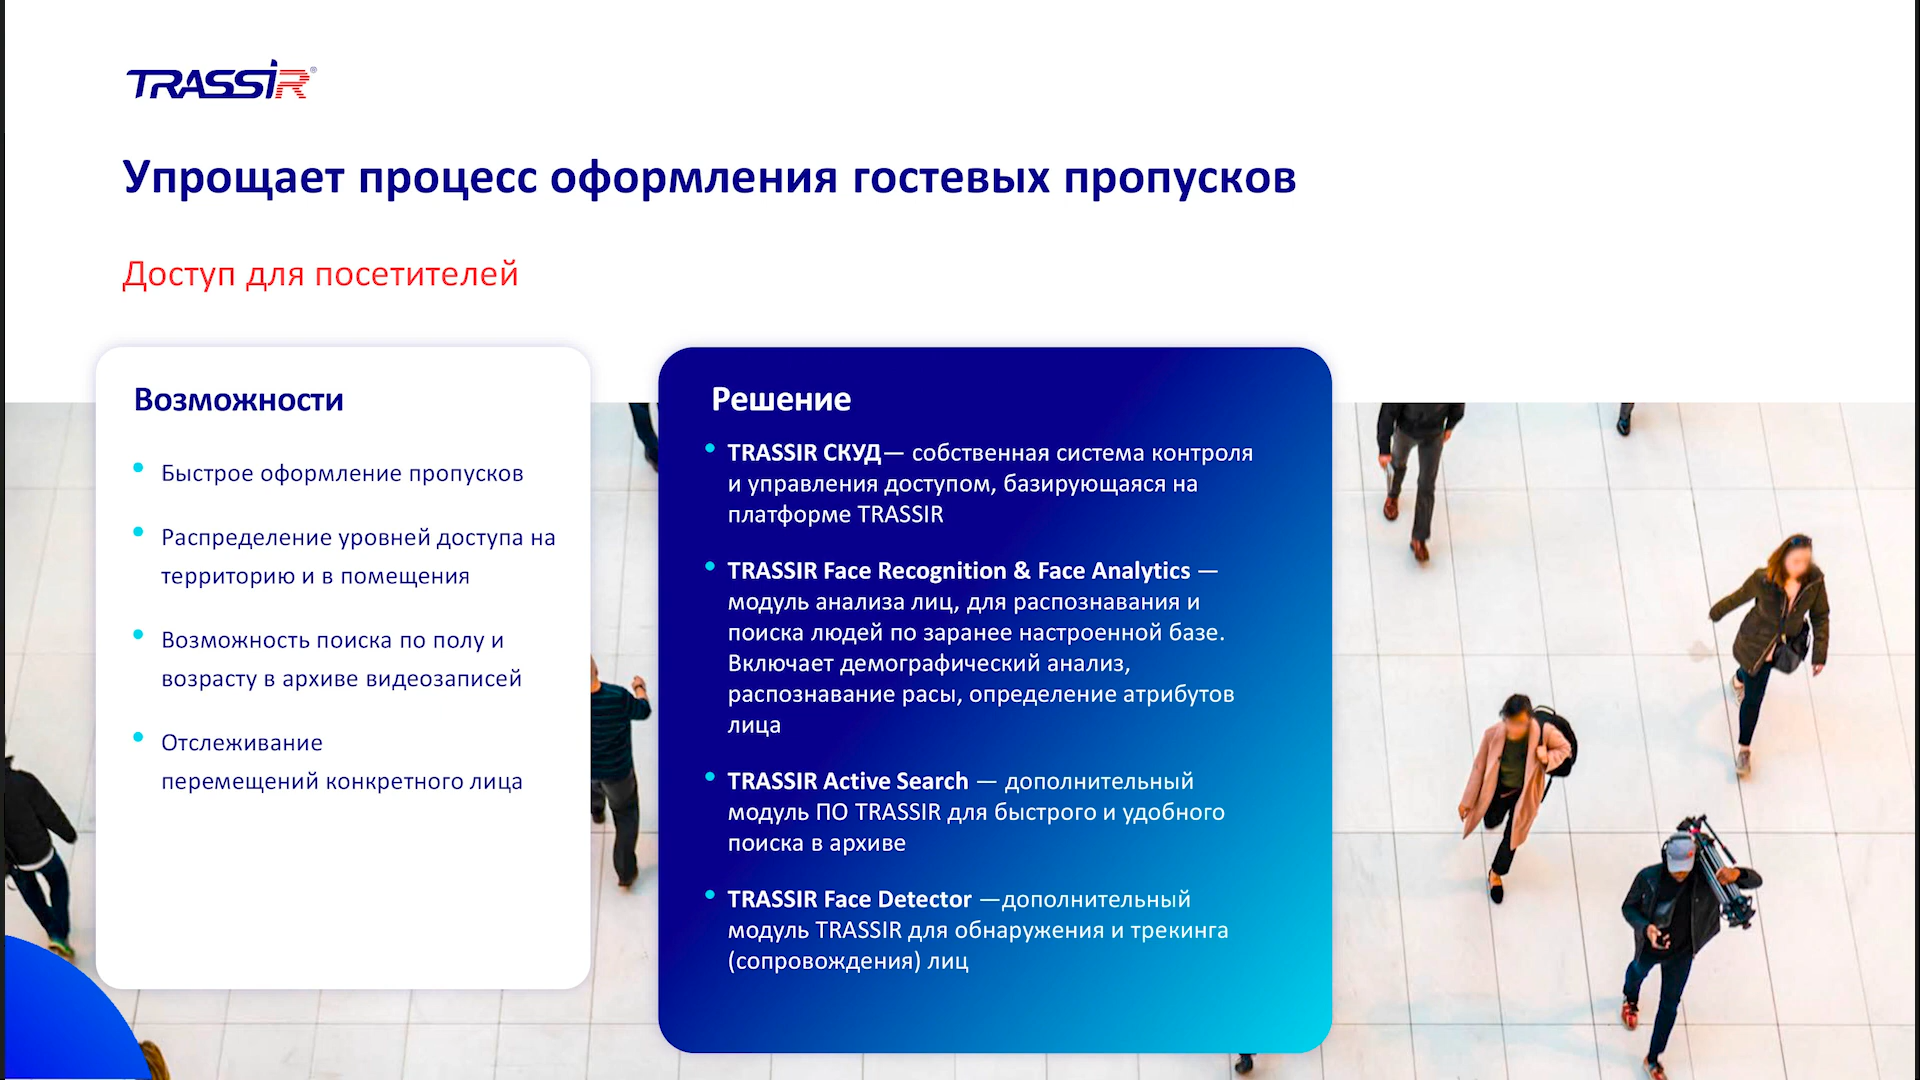 TRASSIR®
Упрощает процесс оформления гостевых пропусков
Доступ для посетителей
Возможности
• Быстрое оформление пропусков
• Распределение уровней доступа на
территорию и в помещения
• Возможность поиска по полу и
возрасту в архиве видеозаписей
• Отслеживание
перемещений конкретного лица
Решение
• TRASSIR СКУД— собственная система контроля
и управления доступом, базирующаяся на
платформе TRASSIR
• TRASSIR Face Recognition & Face Analytics —
модуль анализа лиц, для распознавания и
поиска людей по заранее настроенной базе.
Включает демографический анализ,
распознавание расы, определение атрибутов
лица
• TRASSIR Active Search — дополнительный
модуль ПО TRASSIR для быстрого и удобного
поиска в архиве
• TRASSIR Face Detector —дополнительный
модуль TRASSIR для обнаружения и трекинга
(сопровождения) лиц